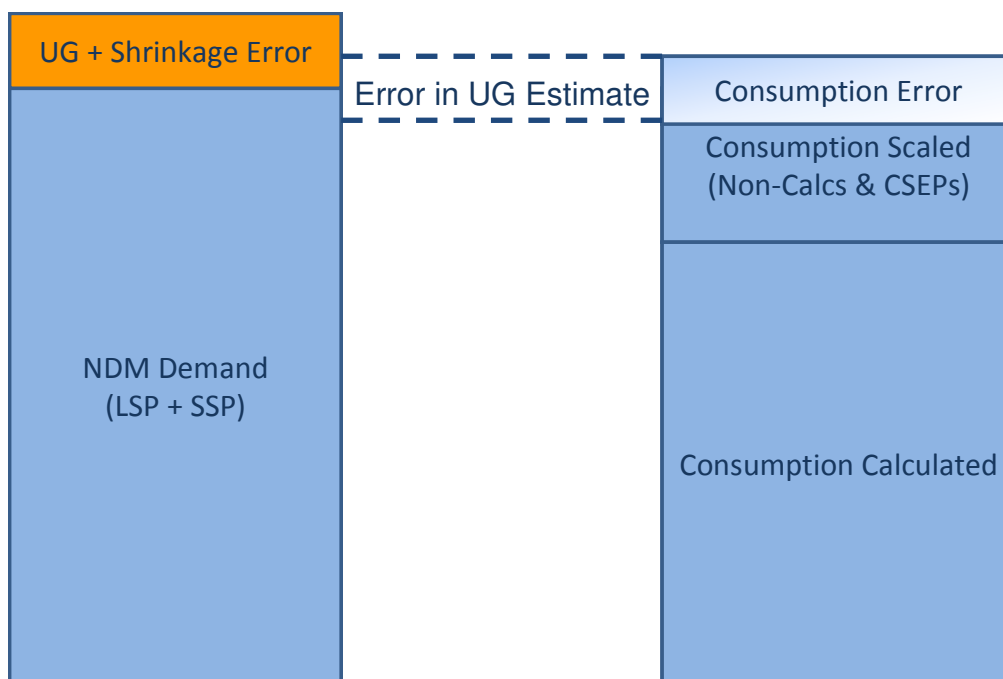 UG + Shrinkage Error
Error in UG Estimate
Consumption Error
Consumption Scaled
(Non-Calcs & CSEPs)
NDM Demand
(LSP + SSP)
Consumption Calculated